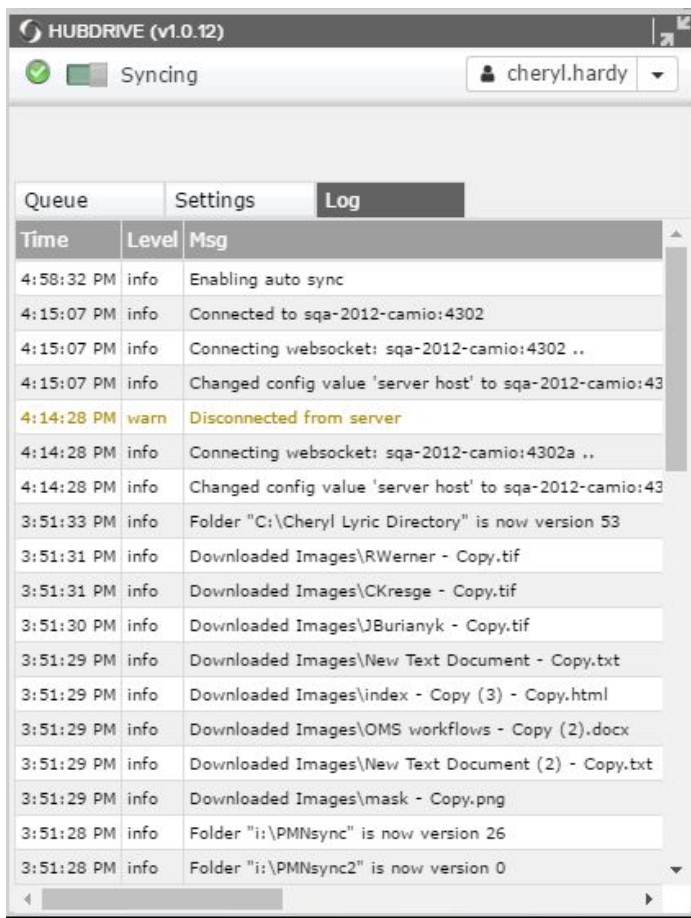 HUBDRIVE (v1.0.12)
Syncing
cheryl.hardy
Queue Settings Log
Time Level Msg
4:58:32 PM info Enabling auto sync
4:15:07 PM info Connected to sqa-2012-camio:4302
4:15:07 PM info Connecting websocket: sqa-2012-camio:4302 ..
4:15:07 PM info Changed config value 'server host' to sqa-2012-camio:43
4:14:28 PM warn Disconnected from server
4:14:28 PM info Connecting websocket: sqa-2012-camio:4302a ..
4:14:28 PM info Changed config value 'server host' to sqa-2012-camio:43
3:51:33 PM info Folder "C:\Cheryl Lyric Directory" is now version 53
3:51:31 PM info Downloaded Images\RWerner - Copy.tif
3:51:31 PM info Downloaded Images\CKresge - Copy.tif
3:51:30 PM info Downloaded Images\JBurianyk - Copy.tif
3:51:29 PM info Downloaded Images\New Text Document - Copy.txt
3:51:29 PM info Downloaded Images\index - Copy (3) - Copy.html
3:51:29 PM info Downloaded Images\OMS workflows - Copy (2).docx
3:51:29 PM info Downloaded Images\New Text Document (2) - Copy.txt
3:51:29 PM info Downloaded Images\mask - Copy.png
3:51:28 PM info Folder "i:\PMNsync" is now version 26
3:51:28 PM info Folder "i:\PMNsync2" is now version 0